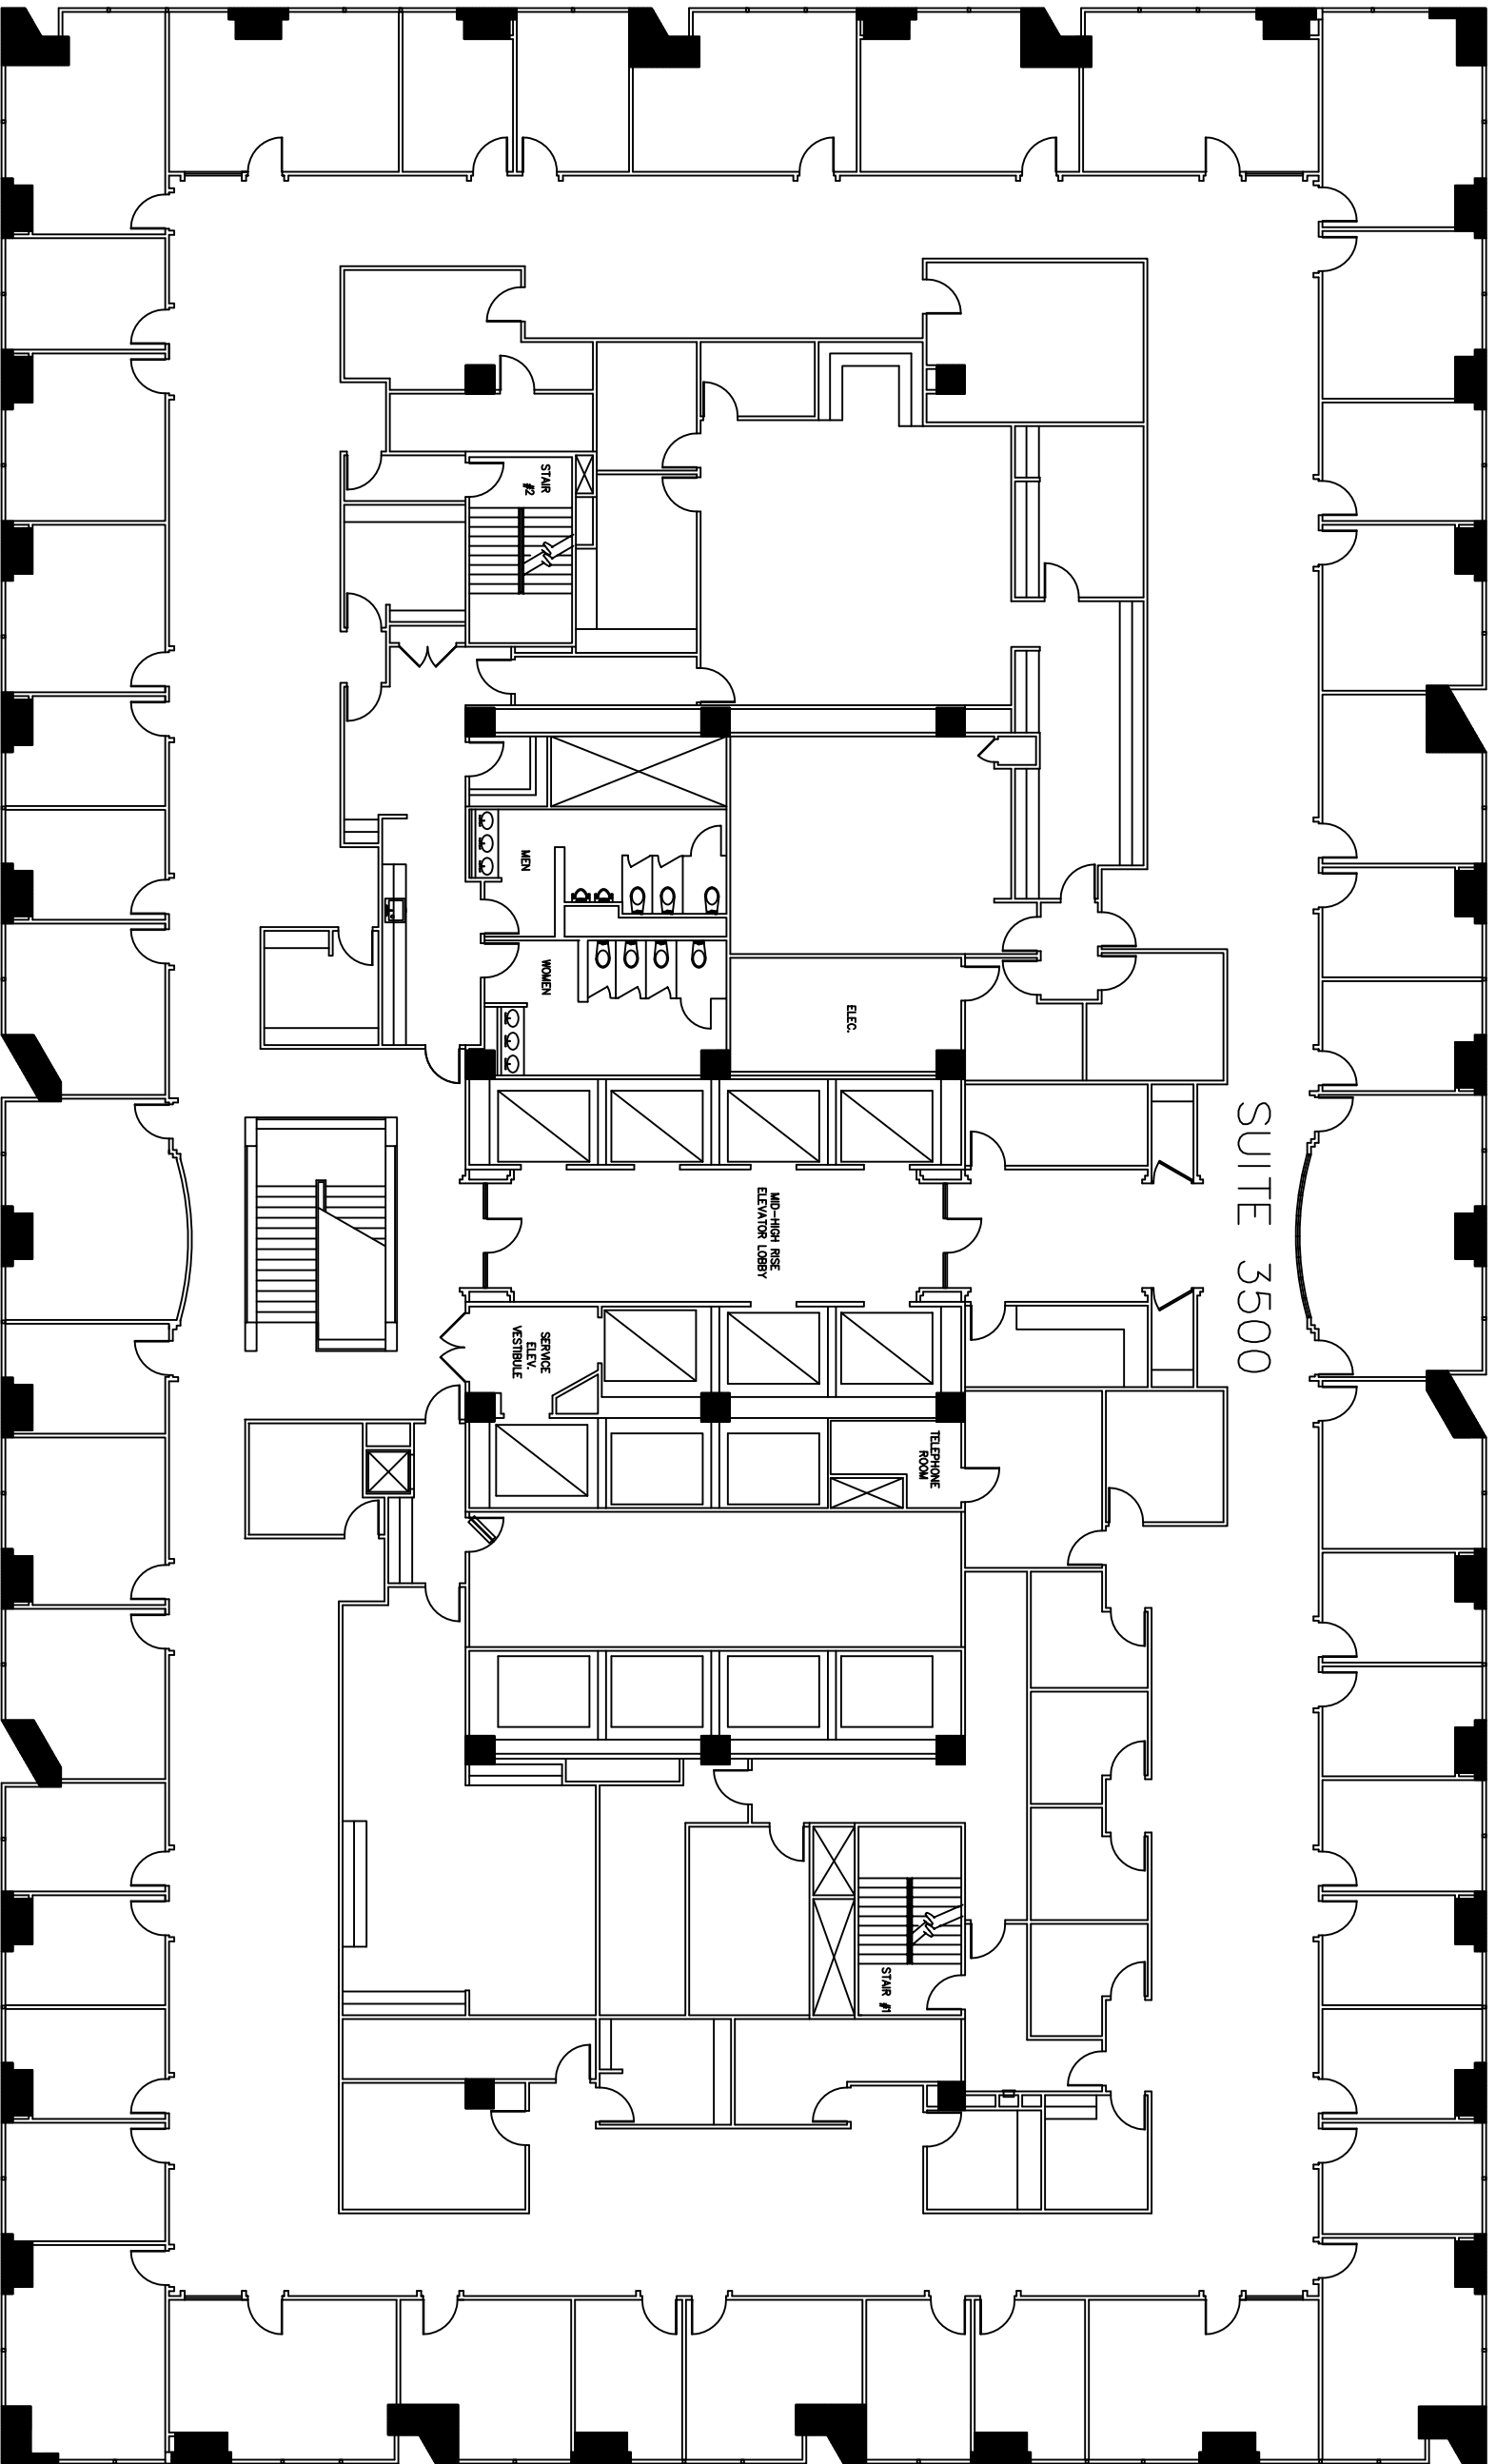 STAIR
#2
MEN
WOMEN
ELEC.
SUITE 3500
MID-HIGH RISE
ELEVATOR LOBBY
SERVICE
ELEV.
VESTIBULE
TELEPHONE
ROOM
STAIR #1